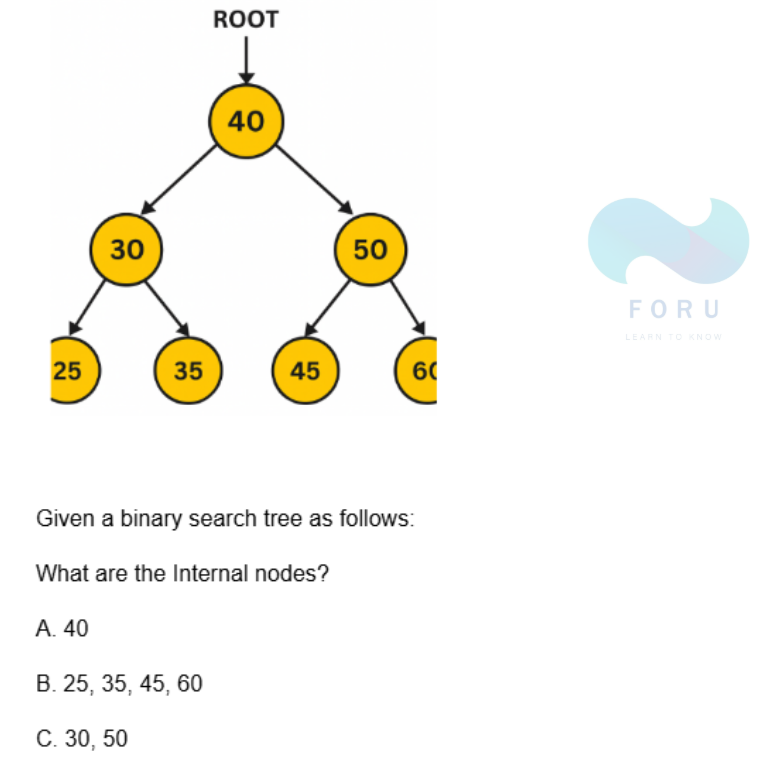 ROOT
40
30
50
25
35
45
60
FORU
LEARN TO KNOW
Given a binary search tree as follows:
What are the Internal nodes?
A. 40
B. 25, 35, 45, 60
C. 30, 50